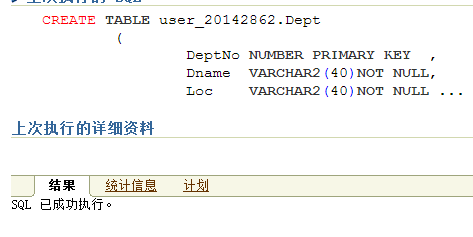 CREATE TABLE user_20142862.Dept
(
DeptNo NUMBER PRIMARY KEY  ,
Dname  VARCHAR2(40)NOT NULL,
Loc    VARCHAR2(40)NOT NULL ...
上次执行的详细资料
结果 统计信息 计划
SQL 已成功执行。